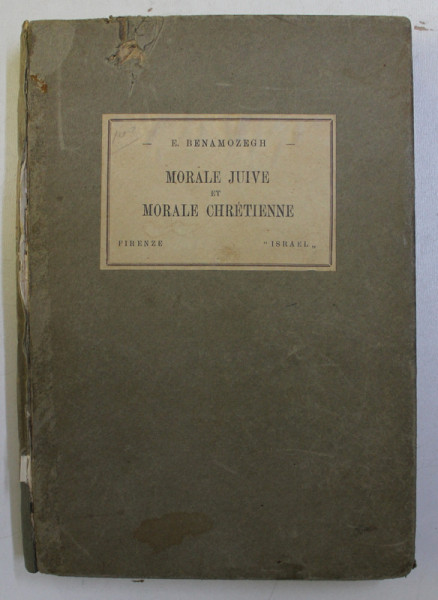 — E. BENAMOZEGH —
MORALE JUIVE
ET
MORALE CHRÉTIENNE
FIRENZE "ISRAEL„